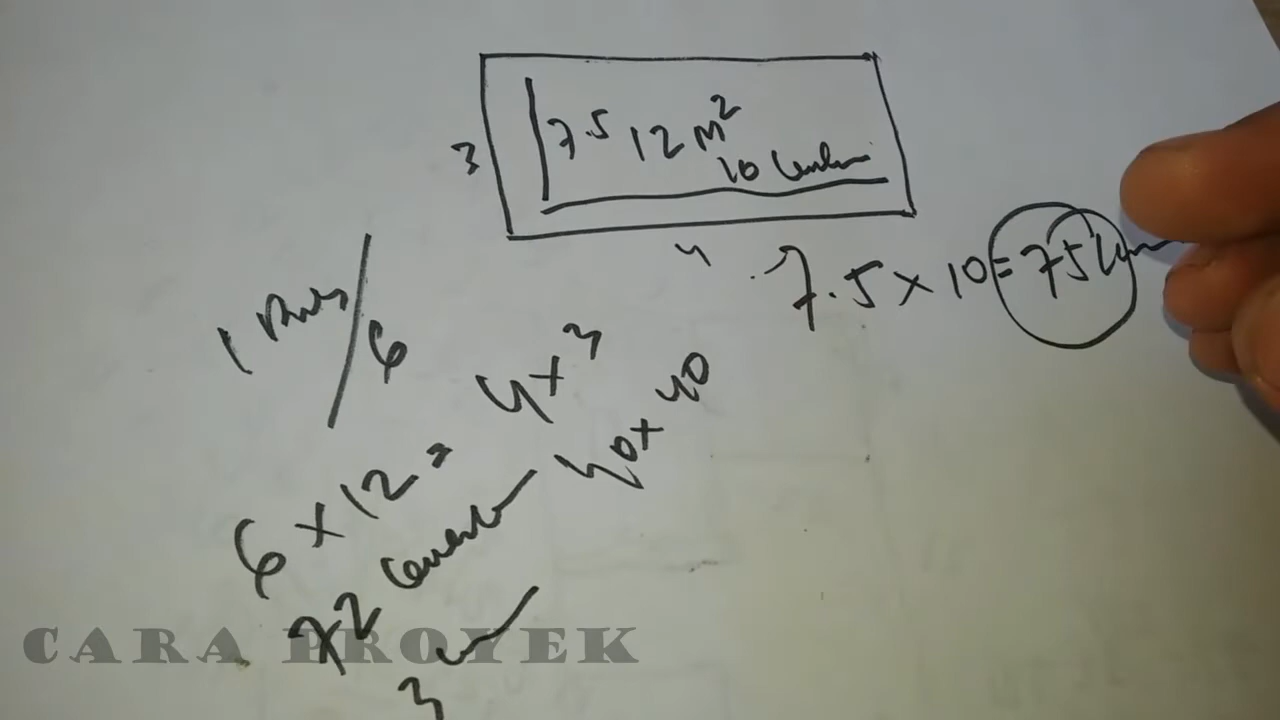 7.5 12 m²
10
3
4
7.5 x 10 = 75
1
/6
4 x 3
6 x 12 =
40 x 40
72
CARA PROYEK
3